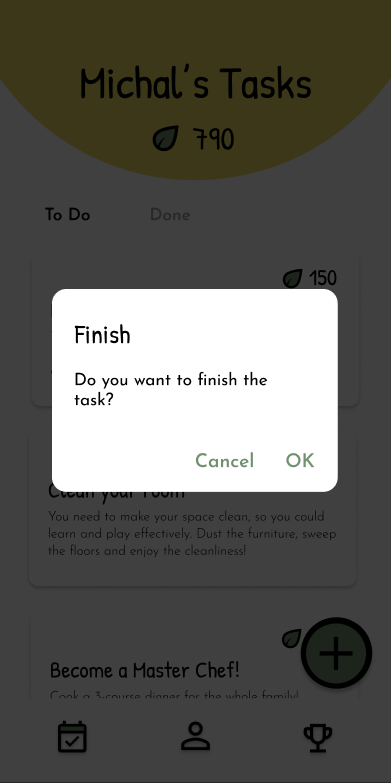 Michal's Tasks
790
To Do Done
150
Finish
Do you want to finish the
task?
Cancel OK
Clean your room
You need to make your space clean, so you could
learn and play effectively. Dust the furniture, sweep
the floors and enjoy the cleanliness!
Become a Master Chef!
Cook a 3-course dinner for the whole family!